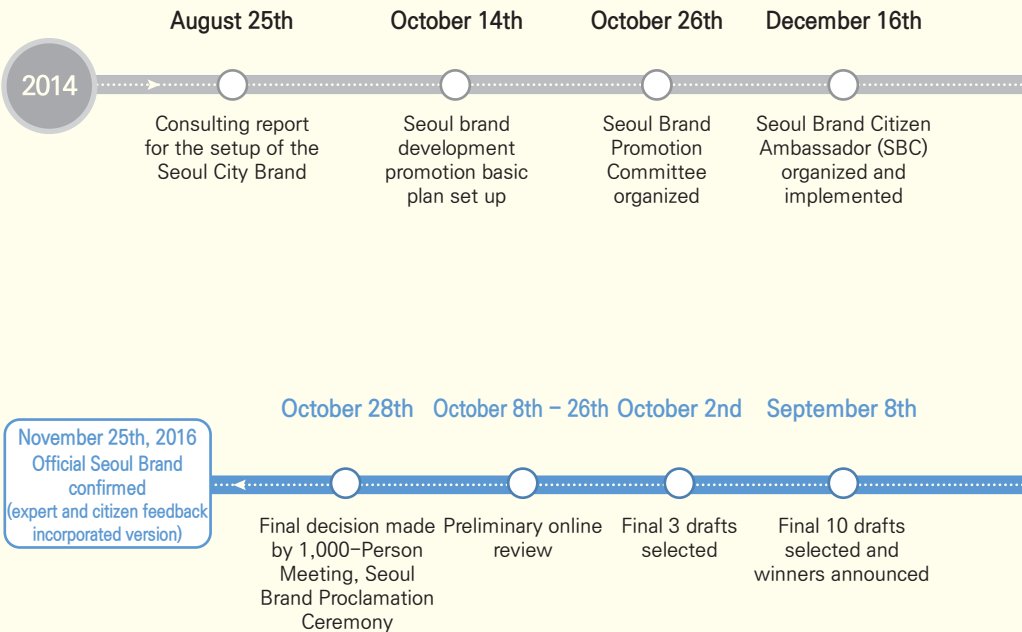 August 25th
October 14th
October 26th
December 16th
2014
Consulting report
for the setup of the
Seoul City Brand
Seoul brand
development
promotion basic
plan set up
Seoul Brand
Promotion
Committee
organized
Seoul Brand Citizen
Ambassador (SBC)
organized and
implemented
November 25th, 2016
Official Seoul Brand
confirmed
(expert and citizen feedback
incorporated version)
October 28th
October 8th – 26th
October 2nd
September 8th
Final decision made
by 1,000-Person
Meeting, Seoul
Brand Proclamation
Ceremony
Preliminary online
review
Final 3 drafts
selected
Final 10 drafts
selected and
winners announced